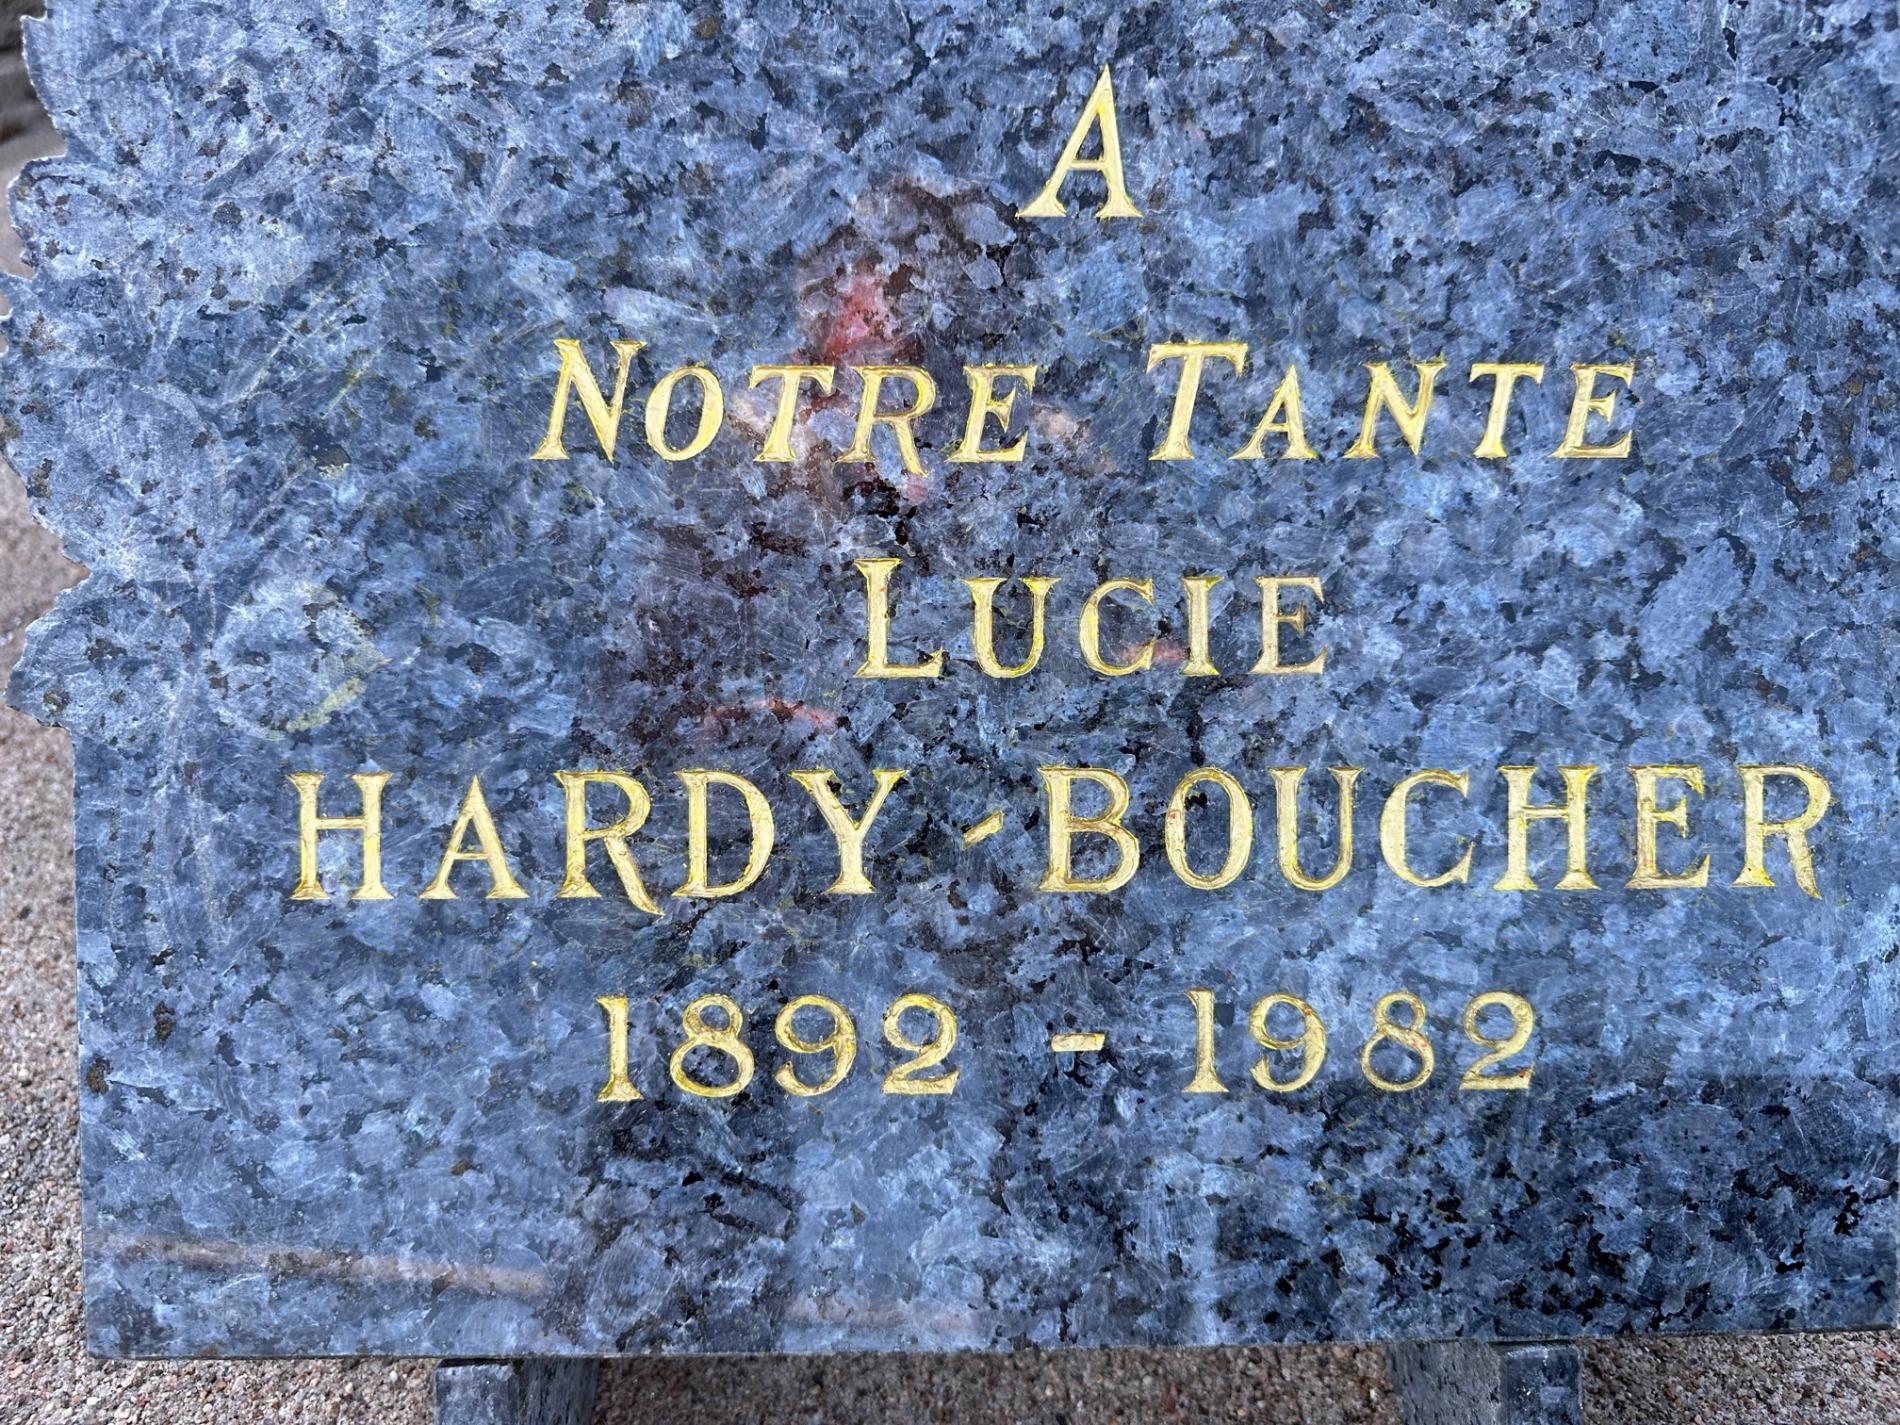 A
NOTRE TANTE
LUCIE
HARDY-BOUCHER
1892 - 1982